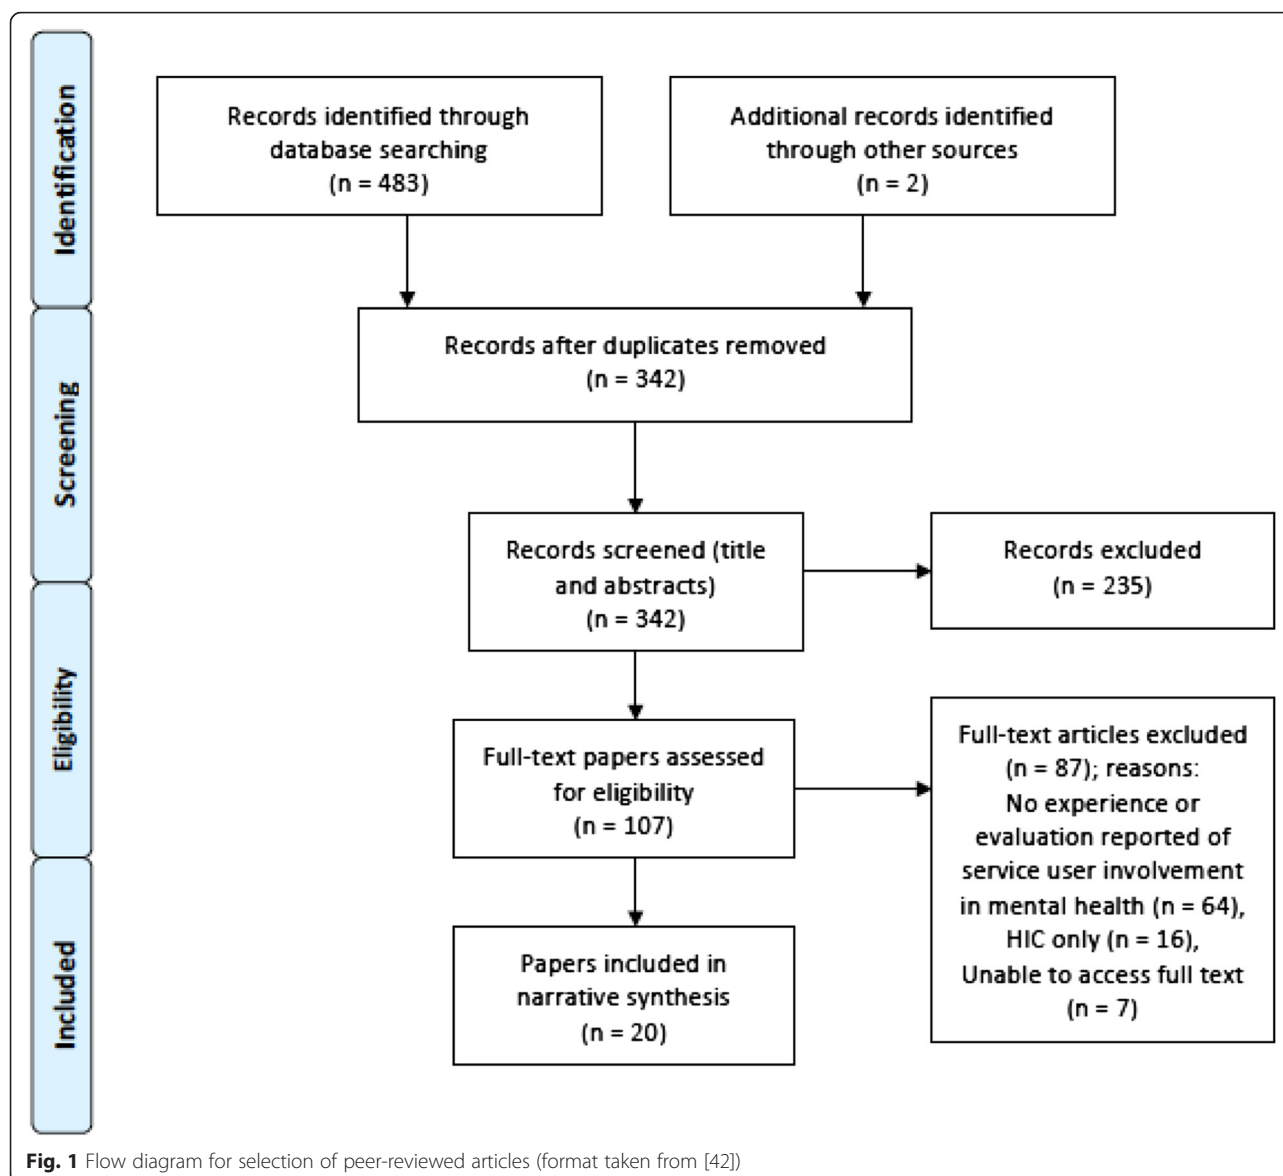 Identification
Records identified through
database searching
(n = 483)
Additional records identified
through other sources
(n = 2)
Screening
Records after duplicates removed
(n = 342)
Records screened (title
and abstracts)
(n = 342)
Records excluded
(n = 235)
Eligibility
Full-text papers assessed
for eligibility
(n = 107)
Full-text articles excluded
(n = 87); reasons:
No experience or
evaluation reported of
service user involvement
in mental health (n = 64),
HIC only (n = 16),
Unable to access full text
(n = 7)
Included
Papers included in
narrative synthesis
(n = 20)
Fig. 1 Flow diagram for selection of peer-reviewed articles (format taken from [42])